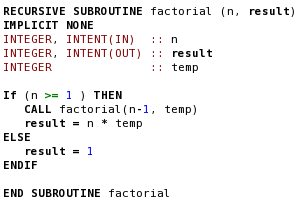 RECURSIVE SUBROUTINE factorial (n, result)
IMPLICIT NONE
INTEGER, INTENT(IN)  :: n
INTEGER, INTENT(OUT) :: result
INTEGER              :: temp
If (n >= 1 ) THEN
   CALL factorial(n-1, temp)
   result = n * temp
ELSE
   result = 1
ENDIF
END SUBROUTINE factorial